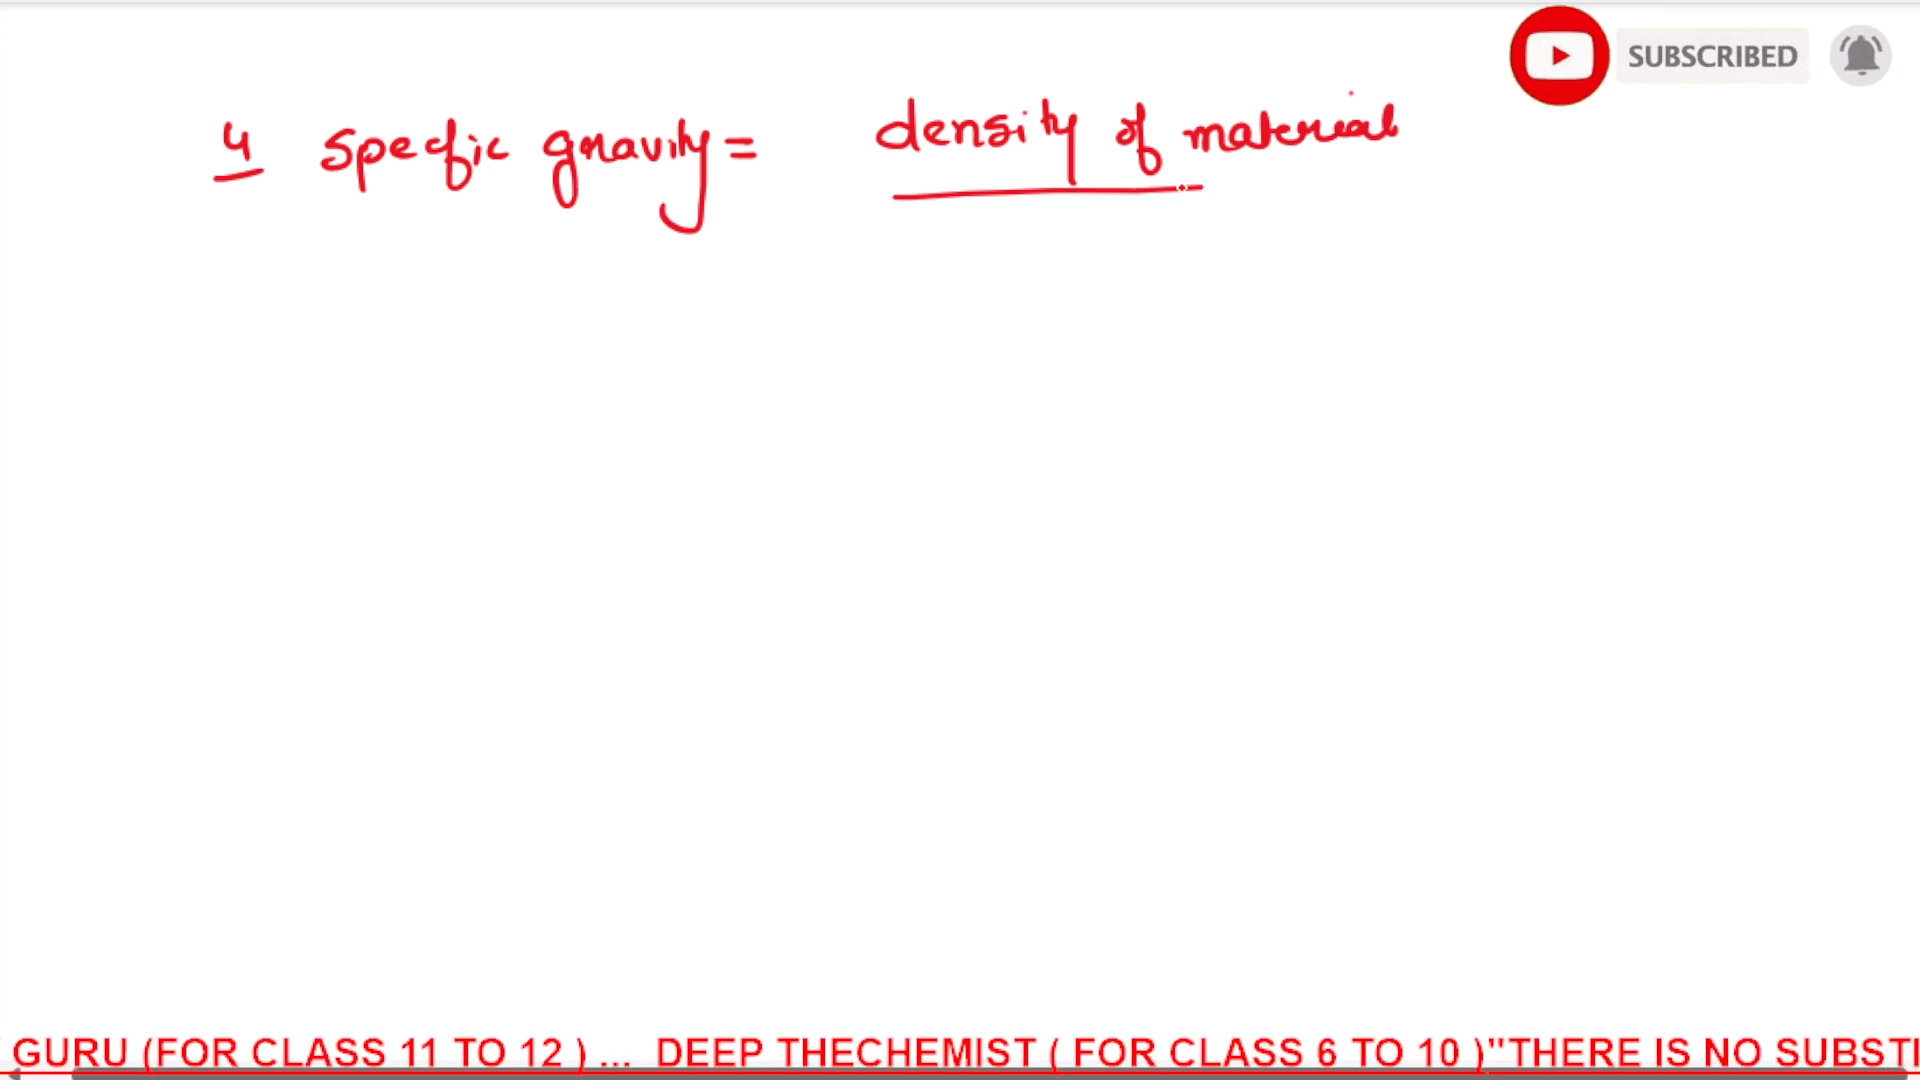 SUBSCRIBED
4 specfic gravity = density of material
GURU (FOR CLASS 11 TO 12 ) ... DEEP THECHEMIST ( FOR CLASS 6 TO 10 )"THERE IS NO SUBSTI